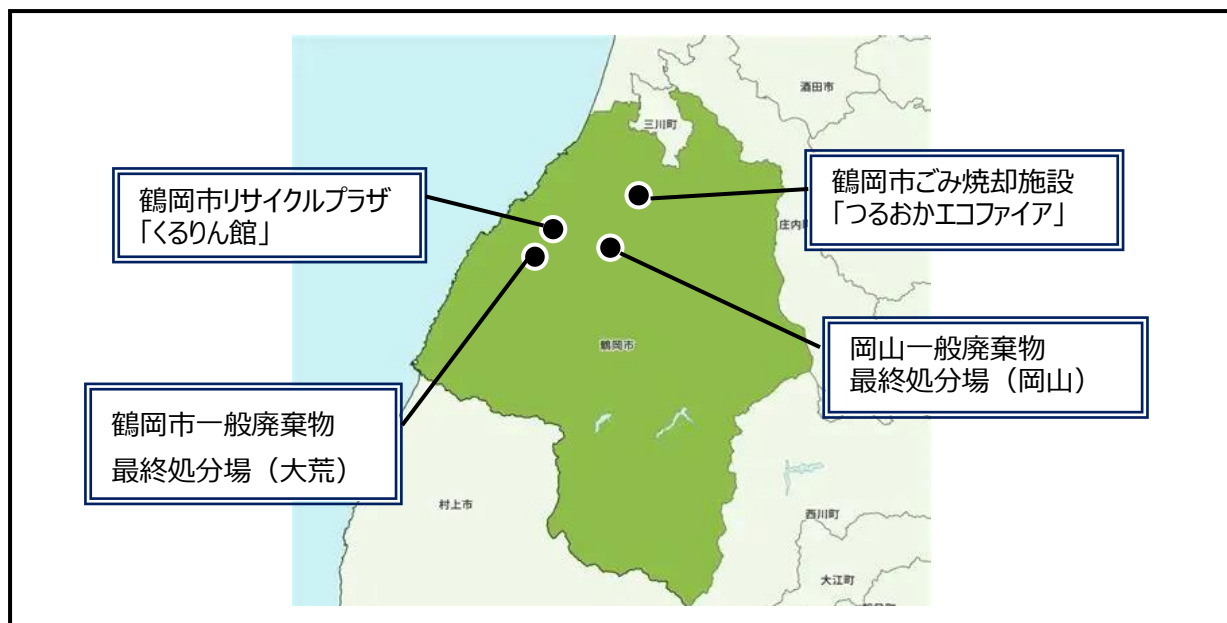 酒田市
三川町
鶴岡市リサイクルプラザ
「くるりん館」
鶴岡市ごみ焼却施設
「つるおかエコファイア」
庄内町
鶴岡市
岡山一般廃棄物
最終処分場（岡山）
鶴岡市一般廃棄物
最終処分場（大荒）
村上市
西川町
大江町